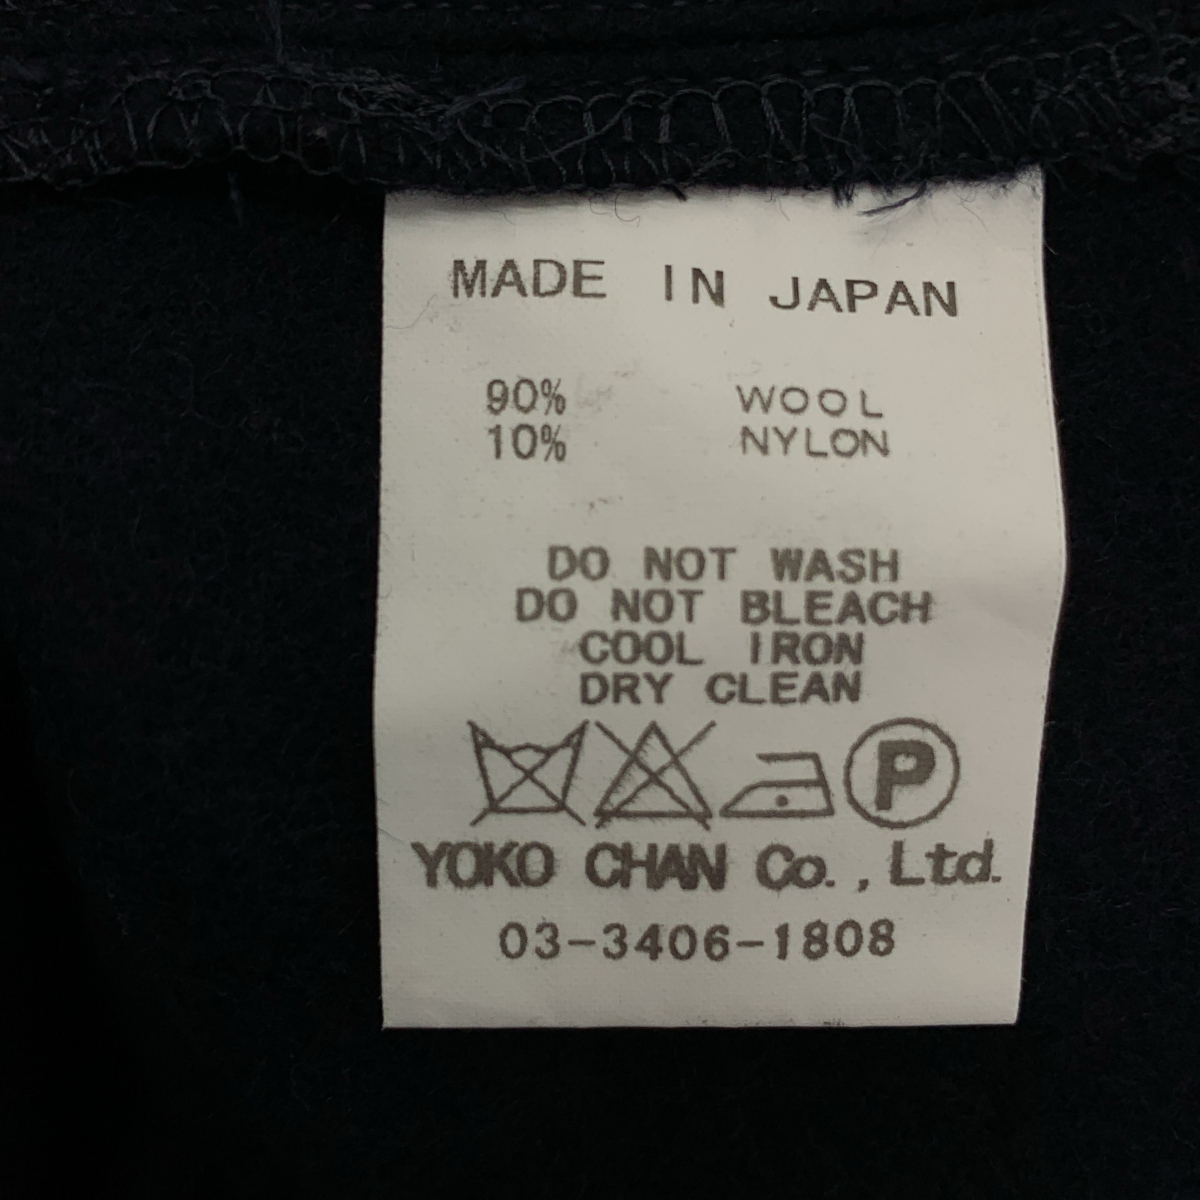 MADE IN JAPAN
90% WOOL
10% NYLON
DO NOT WASH
DO NOT BLEACH
COOL IRON
DRY CLEAN
P
YOKO CHAN Co., Ltd.
03-3406-1808